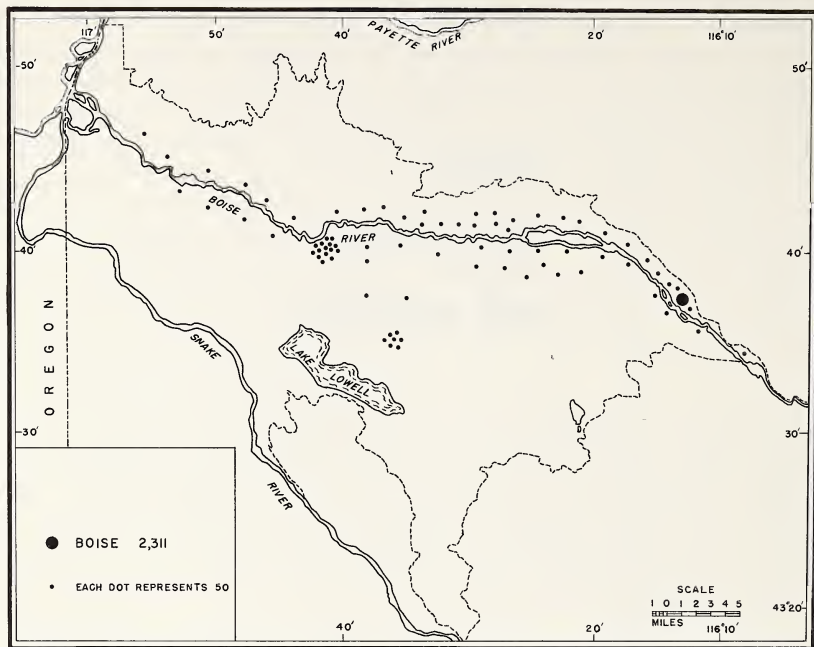 117°
40'
PAYETTE RIVER
20'
116°10'
50'
50'
BOISE
RIVER
40'
40'
OREGON
SNAKE
LAKE
LOWELL
30'
30'
RIVER
BOISE 2,311
EACH DOT REPRESENTS 50
SCALE
1 0 1 2 3 4 5
MILES
43°20'
50'
40'
20'
116°10'